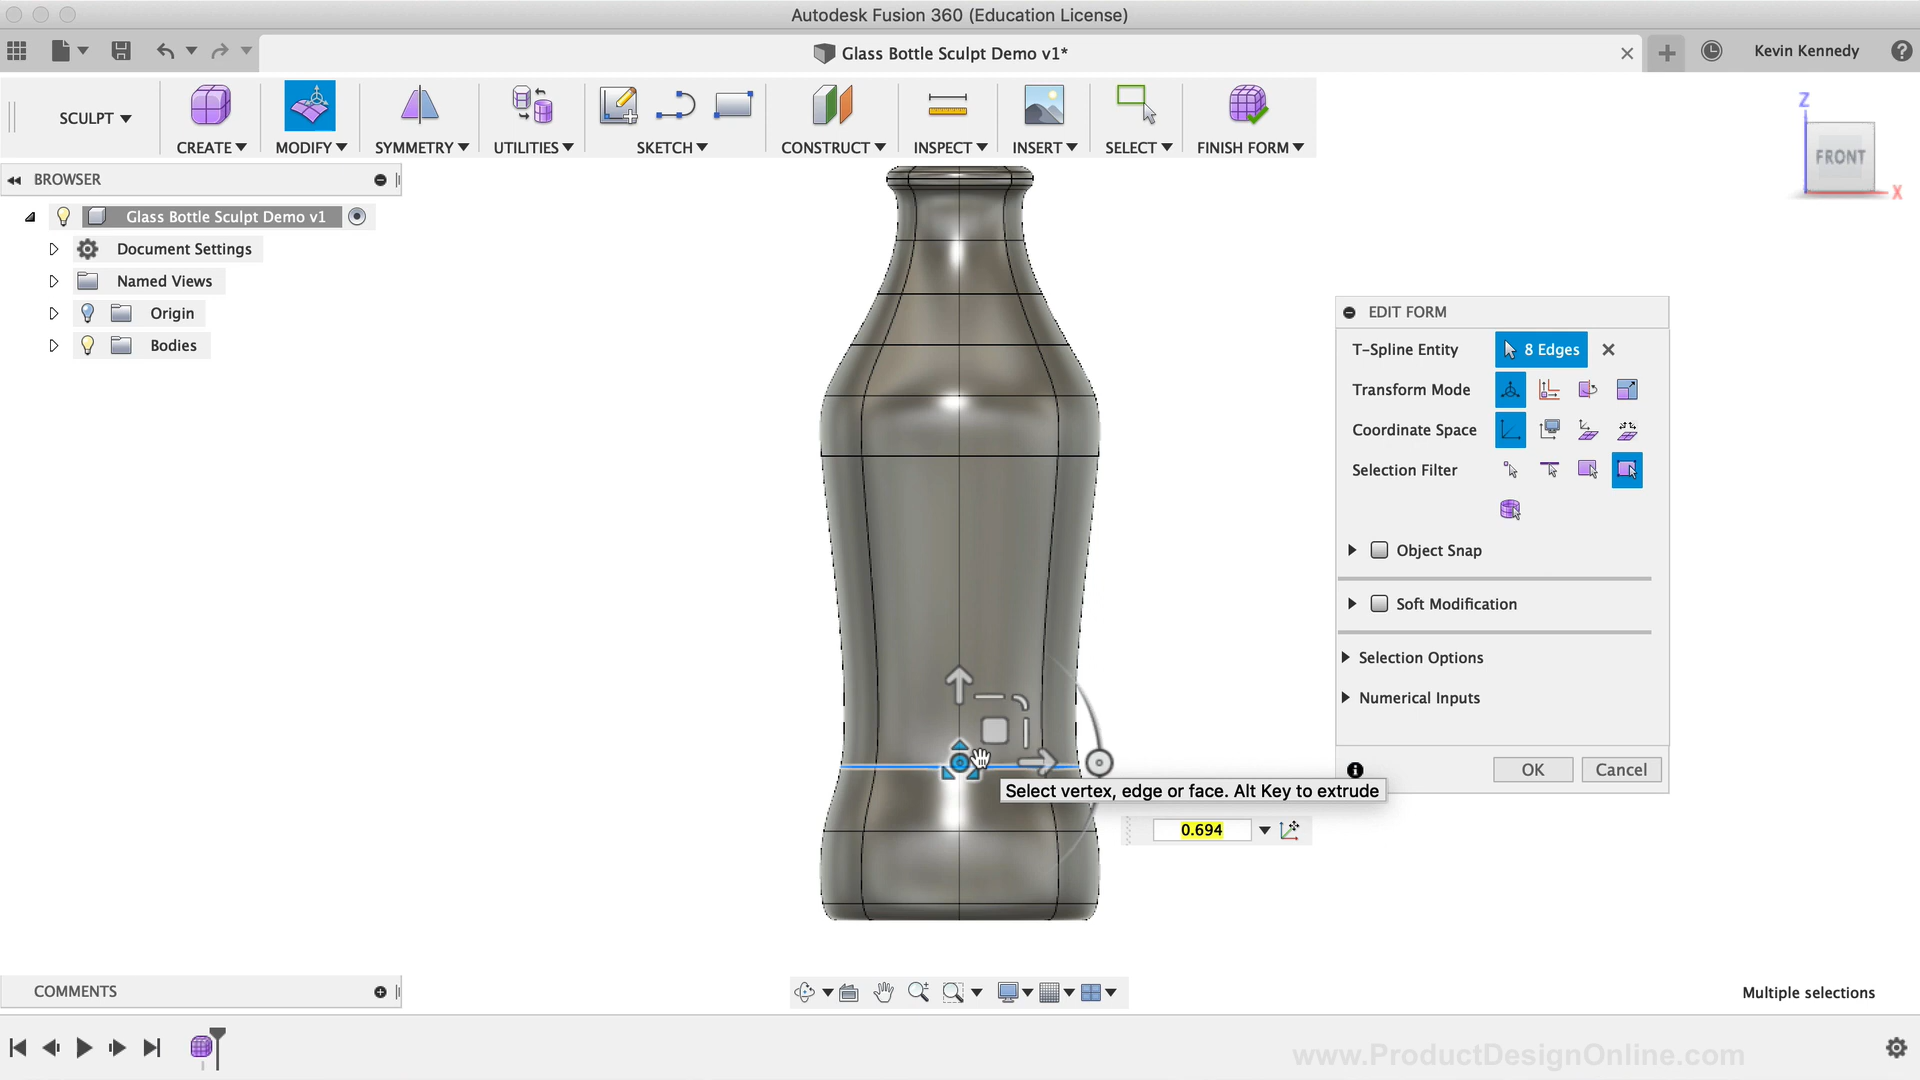 Autodesk Fusion 360 (Education License)
Glass Bottle Sculpt Demo v1*
Kevin Kennedy
SCULPT
CREATE
MODIFY
SYMMETRY
UTILITIES
SKETCH
CONSTRUCT
INSPECT
INSERT
SELECT
FINISH FORM
Z
FRONT
X
BROWSER
Glass Bottle Sculpt Demo v1
Document Settings
Named Views
Origin
Bodies
EDIT FORM
T-Spline Entity
8 Edges
Transform Mode
Coordinate Space
Selection Filter
Object Snap
Soft Modification
Selection Options
Numerical Inputs
OK
Cancel
Select vertex, edge or face. Alt Key to extrude
0.694
COMMENTS
Multiple selections
www.ProductDesignOnline.com